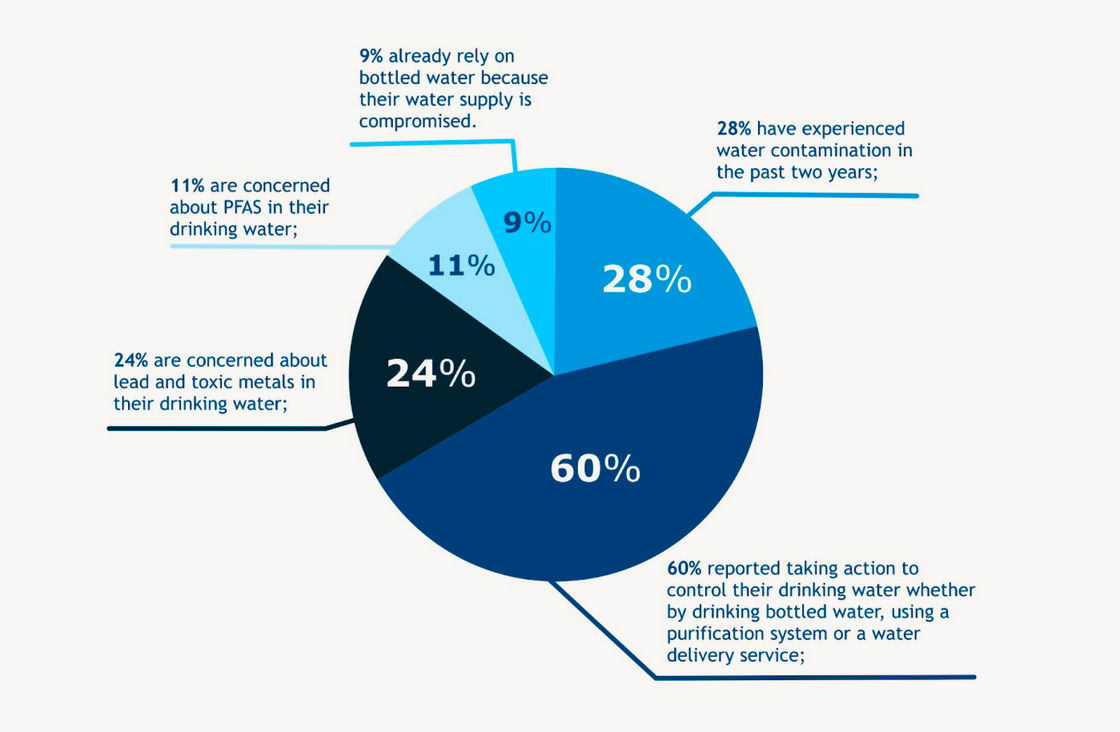 9% already rely on
bottled water because
their water supply is
compromised.
28% have experienced
water contamination in
the past two years;
11% are concerned
about PFAS in their
drinking water;
9%
11%
28%
24% are concerned about
lead and toxic metals in
their drinking water;
24%
60%
60% reported taking action to
control their drinking water whether
by drinking bottled water, using a
purification system or a water
delivery service;